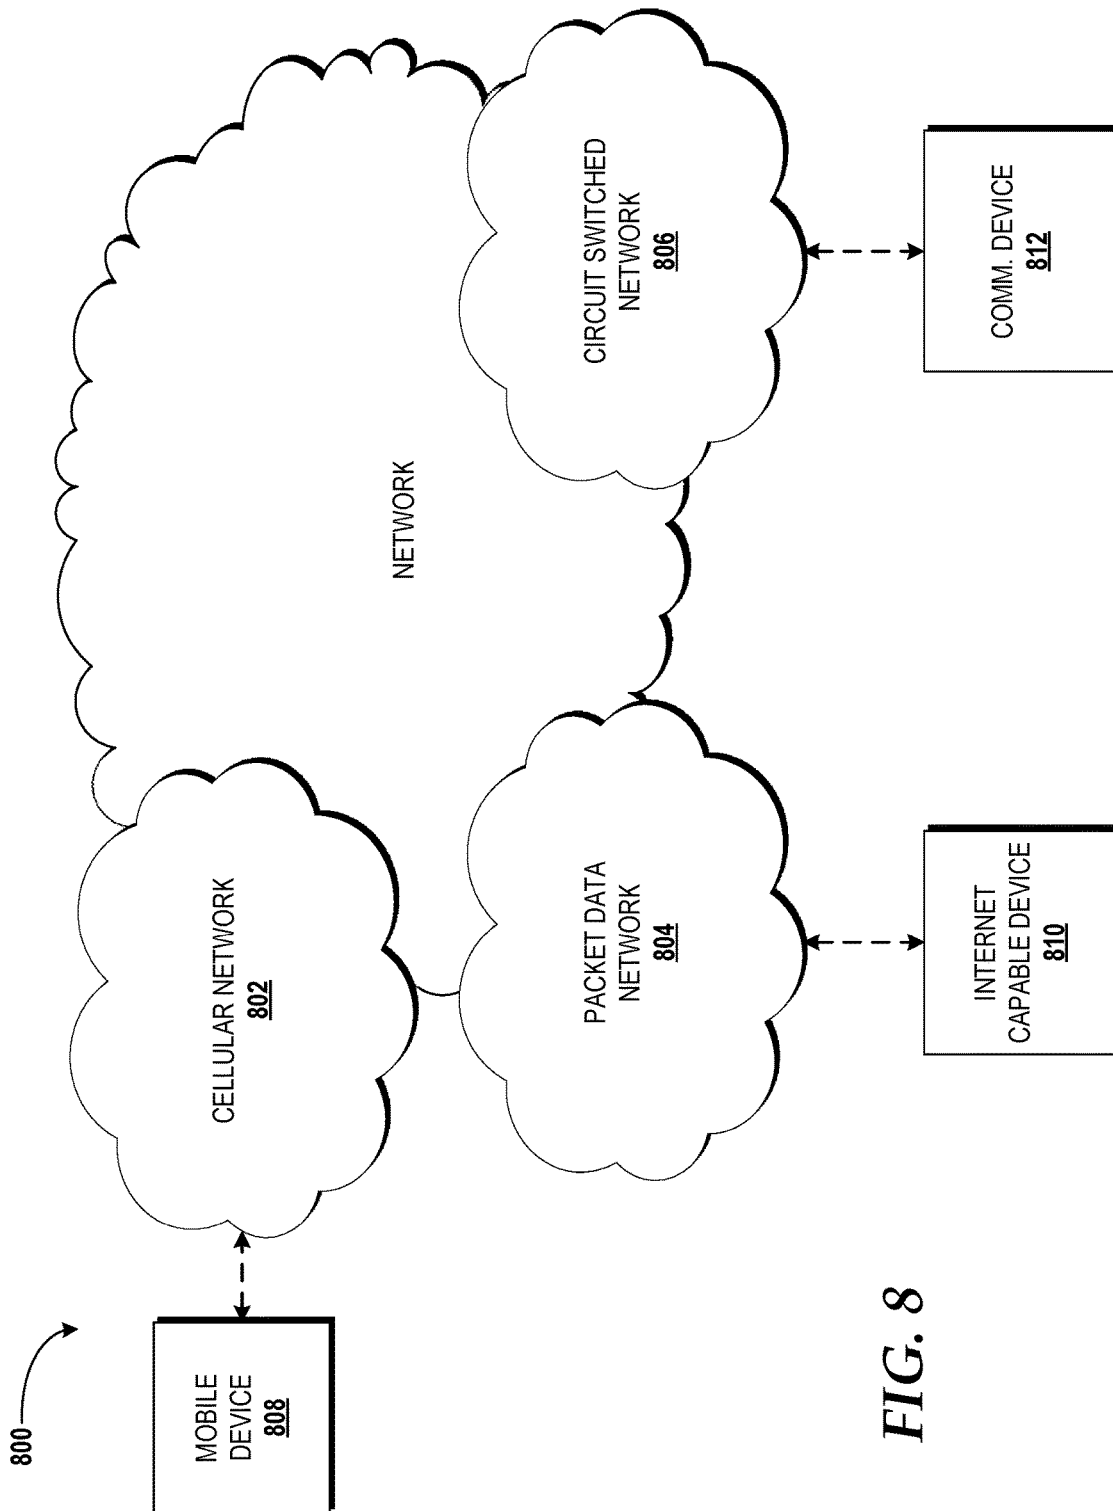 800
MOBILE
DEVICE
808
CELLULAR NETWORK
802
NETWORK
PACKET DATA
NETWORK
804
CIRCUIT SWITCHED
NETWORK
806
INTERNET
CAPABLE DEVICE
810
COMM. DEVICE
812
FIG. 8